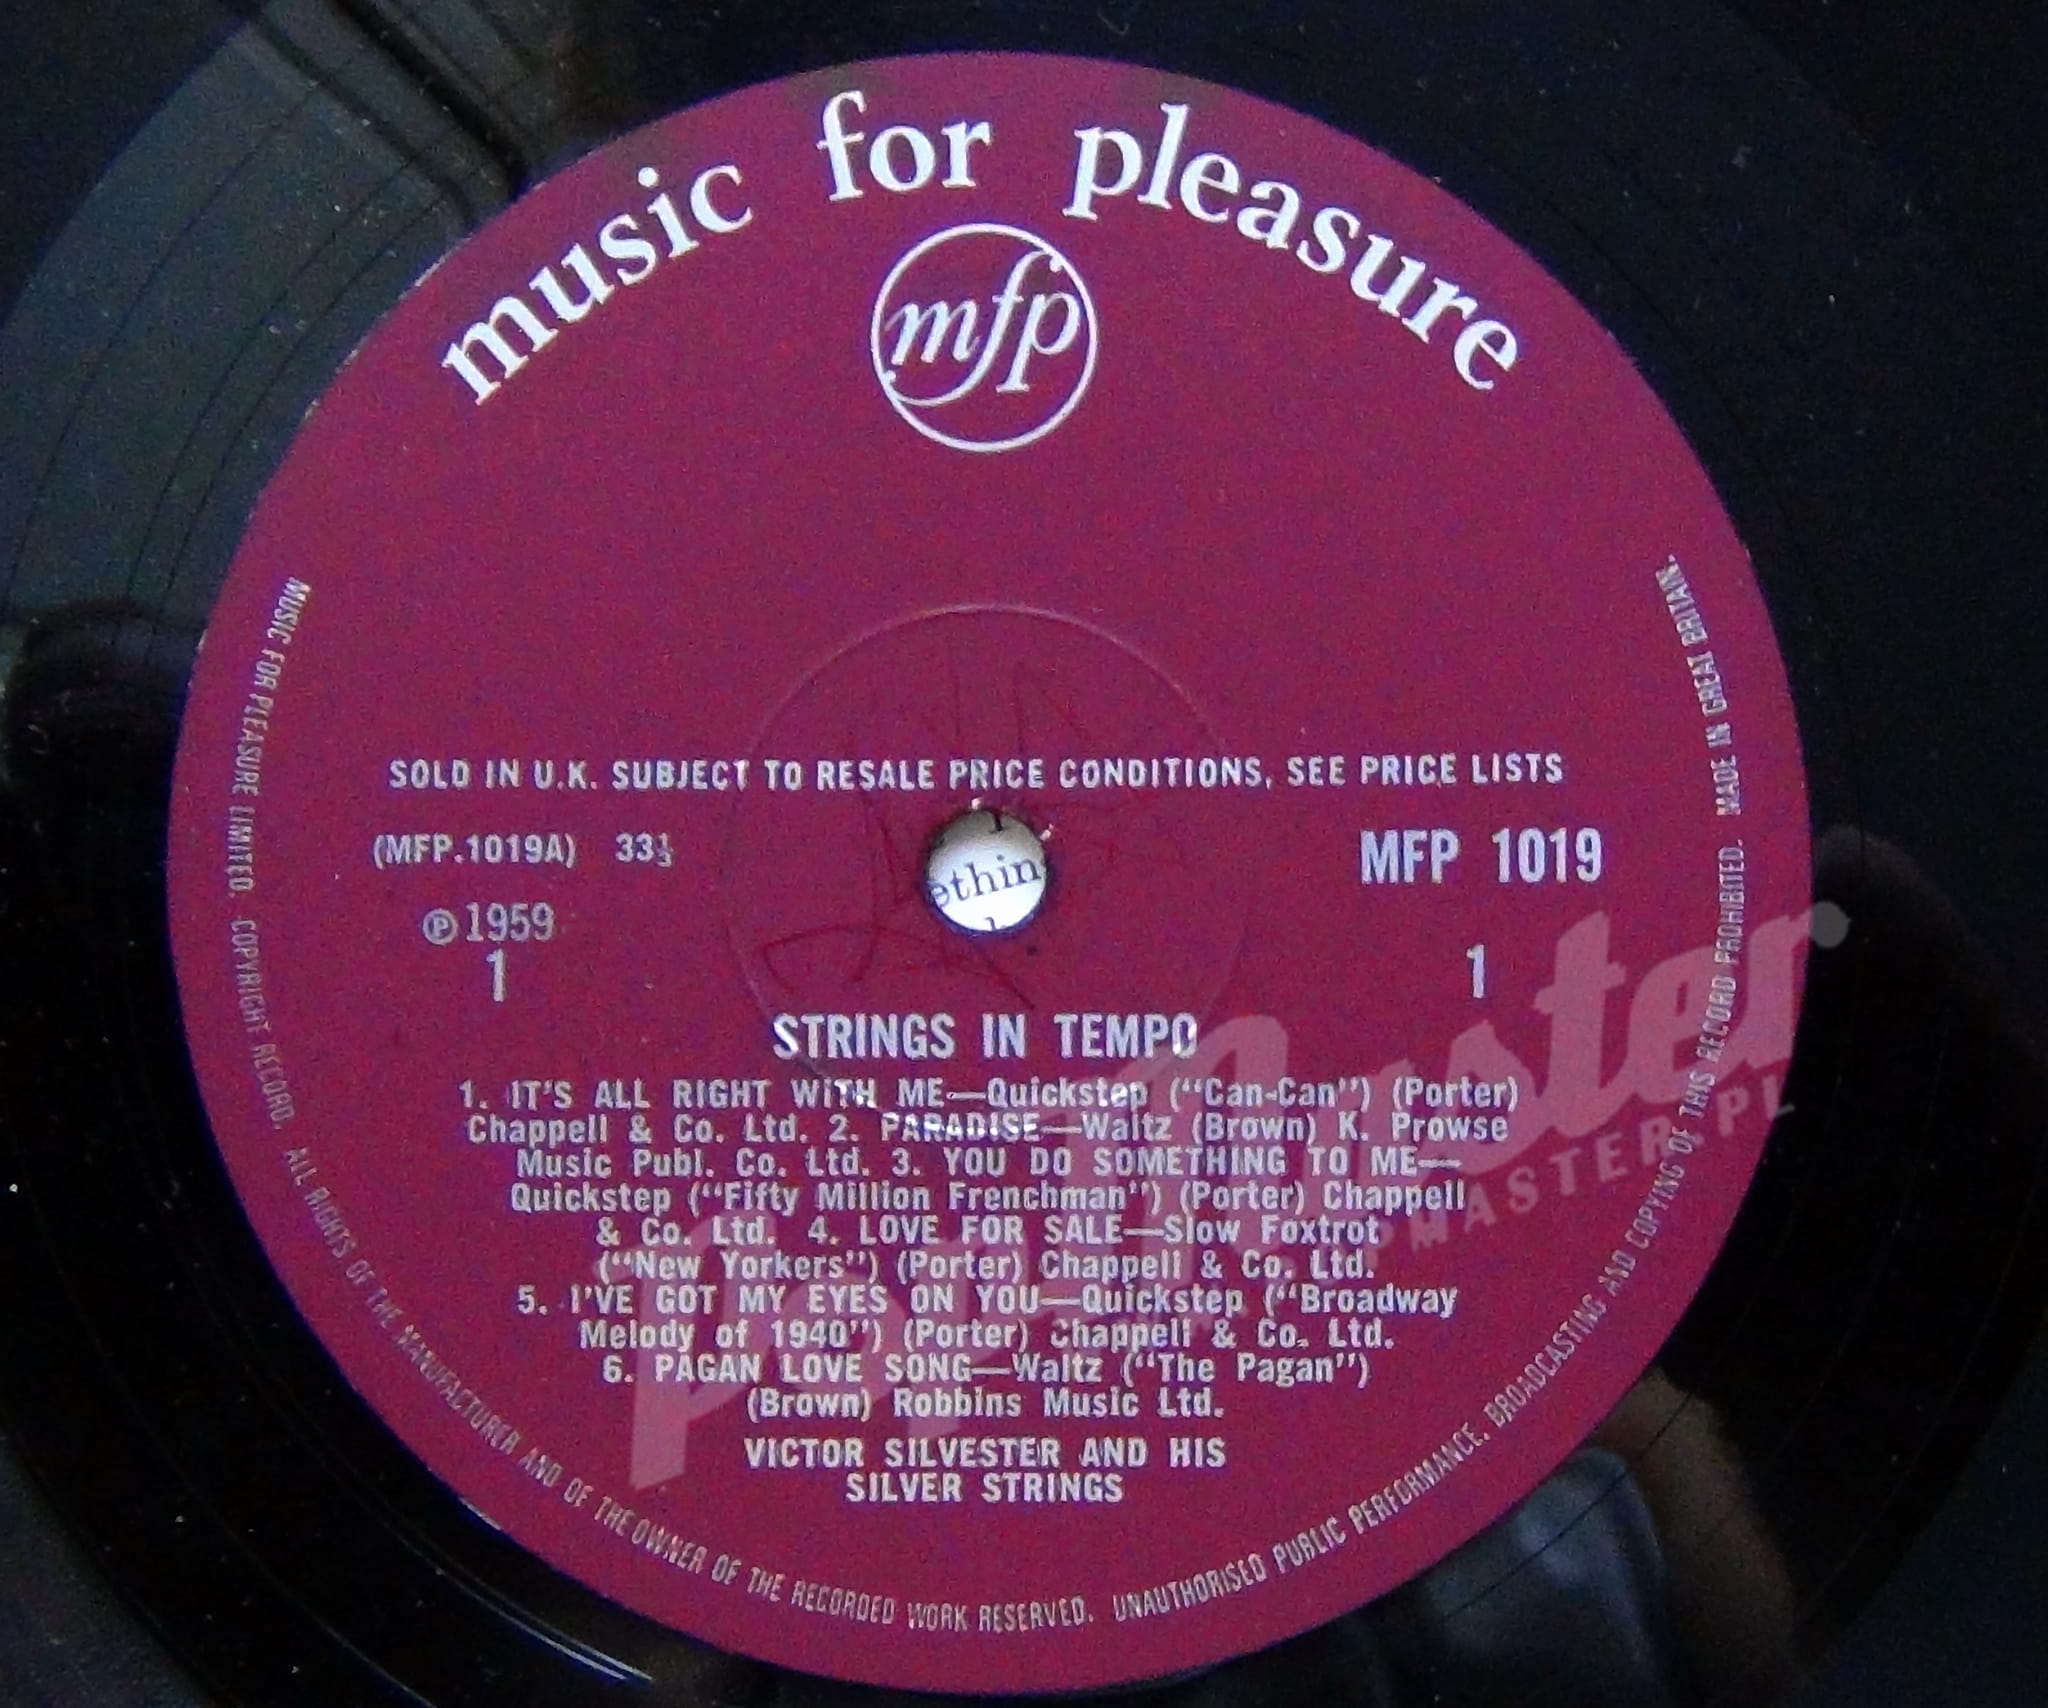 music for pleasure
mfp
SOLD IN U.K. SUBJECT TO RESALE PRICE CONDITIONS, SEE PRICE LISTS
(MFP.1019A) 33⅓
MFP 1019
ethin
℗ 1959
1
1
STRINGS IN TEMPO
1. IT'S ALL RIGHT WITH ME—Quickstep ("Can-Can") (Porter)
Chappell & Co. Ltd. 2. PARADISE—Waltz (Brown) K. Prowse
Music Publ. Co. Ltd. 3. YOU DO SOMETHING TO ME—
Quickstep ("Fifty Million Frenchman") (Porter) Chappell
& Co. Ltd. 4. LOVE FOR SALE—Slow Foxtrot
("New Yorkers") (Porter) Chappell & Co. Ltd.
5. I'VE GOT MY EYES ON YOU—Quickstep ("Broadway
Melody of 1940") (Porter) Chappell & Co. Ltd.
6. PAGAN LOVE SONG—Waltz ("The Pagan")
(Brown) Robbins Music Ltd.
VICTOR SILVESTER AND HIS
SILVER STRINGS
MUSIC FOR PLEASURE LIMITED. COPYRIGHT RECORD. ALL RIGHTS OF THE MANUFACTURER AND OF THE OWNER OF THE RECORDED WORK RESERVED. UNAUTHORISED PUBLIC PERFORMANCE, BROADCASTING AND COPYING OF THIS RECORD PROHIBITED. MADE IN GREAT BRITAIN.
Pop Master